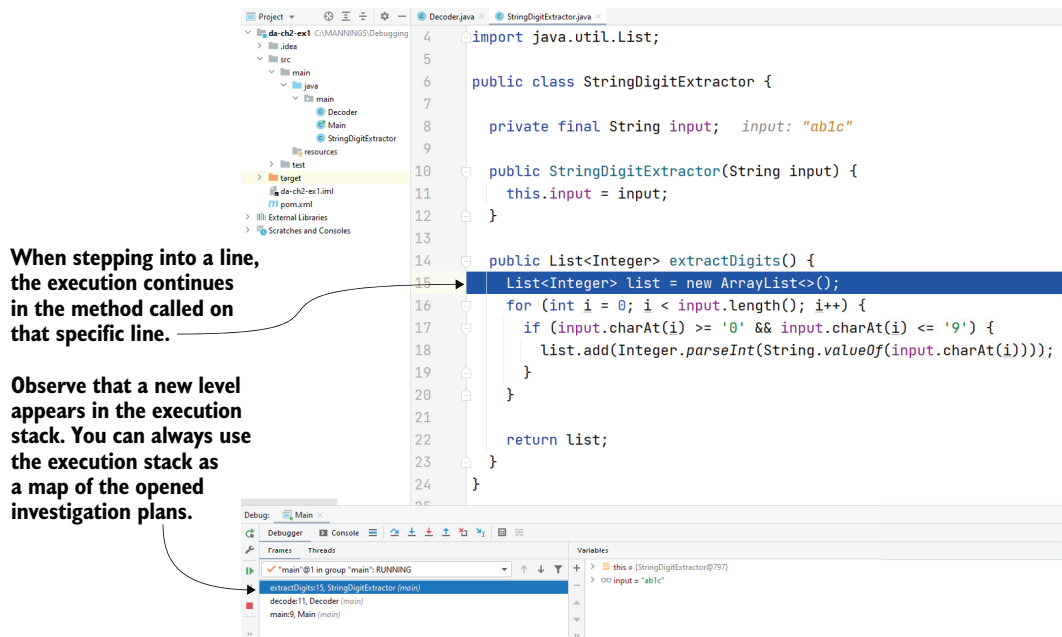 Project
Decoder.java
StringDigitExtractor.java
da-ch2-ex1 C:\MANNINGS\Debugging
.idea
src
main
java
main
Decoder
Main
StringDigitExtractor
resources
test
target
da-ch2-ex1.iml
pom.xml
External Libraries
Scratches and Consoles
4 import java.util.List;
5
6 public class StringDigitExtractor {
7
8 private final String input; input: "ab1c"
9
10 public StringDigitExtractor(String input) {
11 this.input = input;
12 }
13
14 public List<Integer> extractDigits() {
15 List<Integer> list = new ArrayList<>();
16 for (int i = 0; i < input.length(); i++) {
17 if (input.charAt(i) >= '0' && input.charAt(i) <= '9') {
18 list.add(Integer.parseInt(String.valueOf(input.charAt(i))));
19 }
20 }
21
22 return list;
23 }
24 }
When stepping into a line,
the execution continues
in the method called on
that specific line.
Observe that a new level
appears in the execution
stack. You can always use
the execution stack as
a map of the opened
investigation plans.
Debug: Main
Debugger Console
Frames Threads
Variables
"main"@1 in group "main": RUNNING
extractDigits:15, StringDigitExtractor (main)
decode:11, Decoder (main)
main:9, Main (main)
this = {StringDigitExtractor@797}
input = "ab1c"